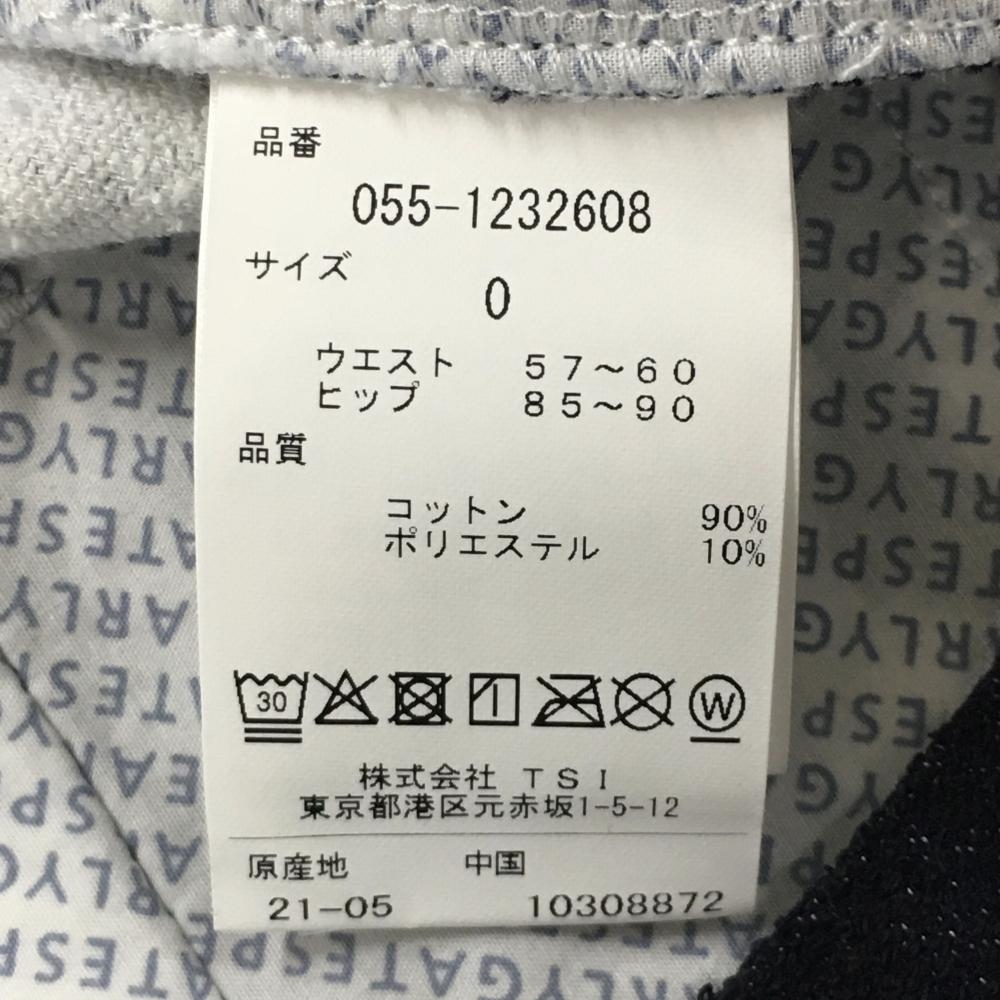 品番
055-1232608
サイズ
0
ウエスト 57〜60
ヒップ 85〜90
品質
コットン 90%
ポリエステル 10%
30
W
株式会社 TSI
東京都港区元赤坂1-5-12
原産地 中国
21-05 10308872